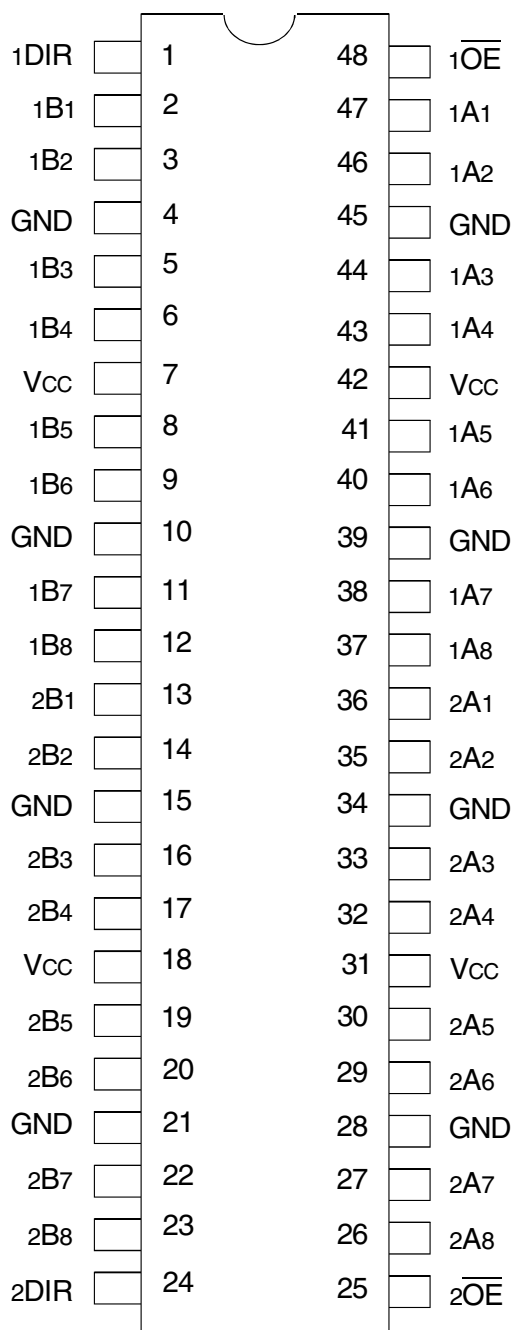 1DIR 1 48 1O̅E̅
1B1 2 47 1A1
1B2 3 46 1A2
GND 4 45 GND
1B3 5 44 1A3
1B4 6 43 1A4
VCC 7 42 VCC
1B5 8 41 1A5
1B6 9 40 1A6
GND 10 39 GND
1B7 11 38 1A7
1B8 12 37 1A8
2B1 13 36 2A1
2B2 14 35 2A2
GND 15 34 GND
2B3 16 33 2A3
2B4 17 32 2A4
VCC 18 31 VCC
2B5 19 30 2A5
2B6 20 29 2A6
GND 21 28 GND
2B7 22 27 2A7
2B8 23 26 2A8
2DIR 24 25 2O̅E̅